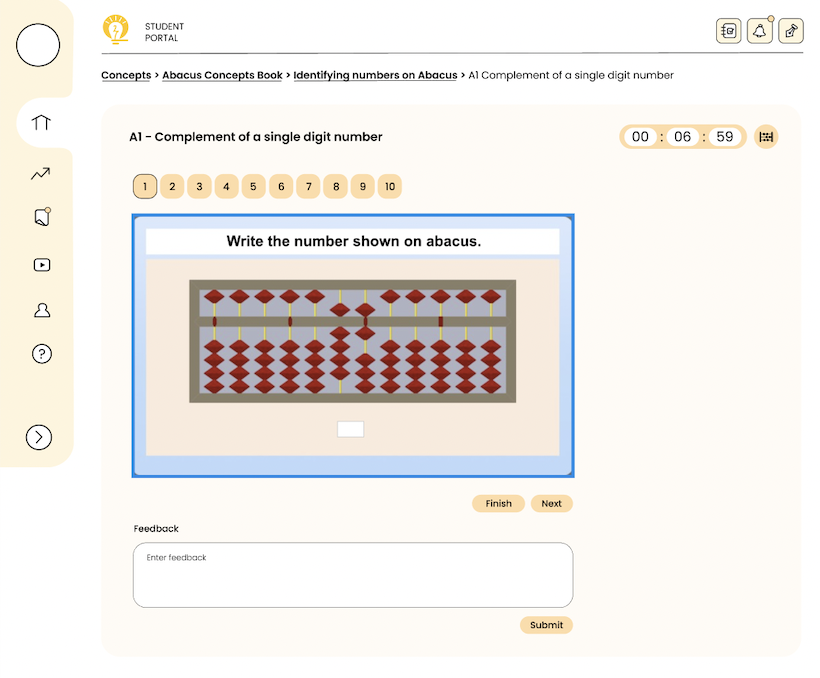 STUDENT
PORTAL
Concepts > Abacus Concepts Book > Identifying numbers on Abacus > A1 Complement of a single digit number
A1 - Complement of a single digit number
00 : 06 : 59
1 2 3 4 5 6 7 8 9 10
Write the number shown on abacus.
Finish Next
Feedback
Enter feedback
Submit